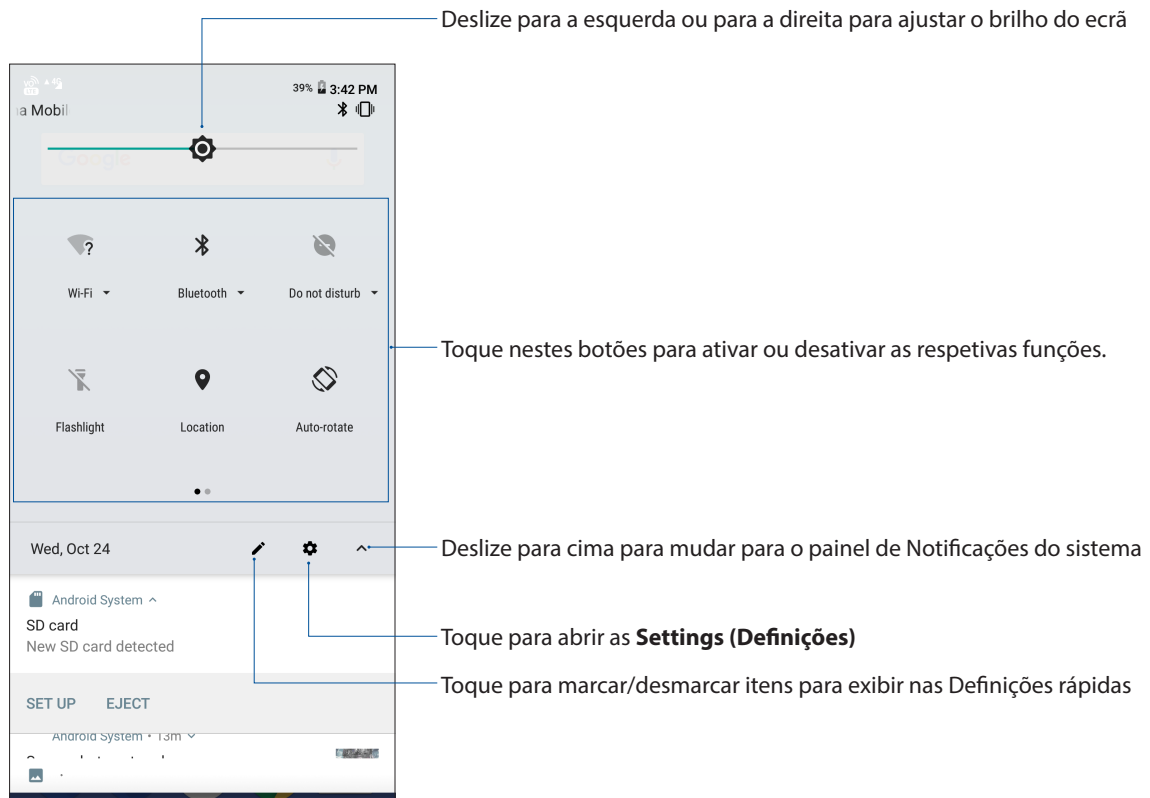 Deslize para a esquerda ou para a direita para ajustar o brilho do ecrã
39% 3:42 PM
a Mobil
Google
?
Wi-Fi
Bluetooth
Do not disturb
Toque nestes botões para ativar ou desativar as respetivas funções.
Flashlight
Location
Auto-rotate
Wed, Oct 24
Deslize para cima para mudar para o painel de Notificações do sistema
Android System
SD card
New SD card detected
Toque para abrir as Settings (Definições)
Toque para marcar/desmarcar itens para exibir nas Definições rápidas
SET UP EJECT
Android System • 13m